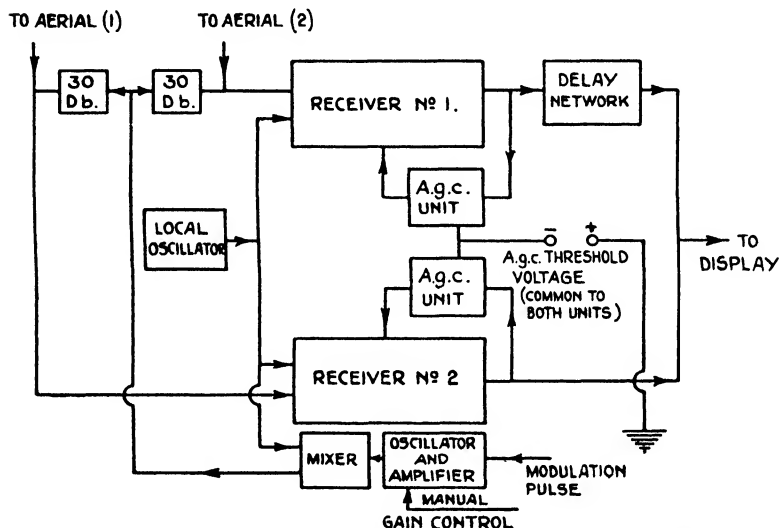 TO AERIAL (1)
TO AERIAL (2)
30
Db.
30
Db.
RECEIVER Nº 1.
DELAY
NETWORK
A.g.c.
UNIT
LOCAL
OSCILLATOR
- +
A.g.c. THRESHOLD
VOLTAGE
(COMMON TO
BOTH UNITS)
TO
DISPLAY
A.g.c.
UNIT
RECEIVER Nº 2
MIXER
OSCILLATOR
AND
AMPLIFIER
MODULATION
PULSE
MANUAL
GAIN CONTROL